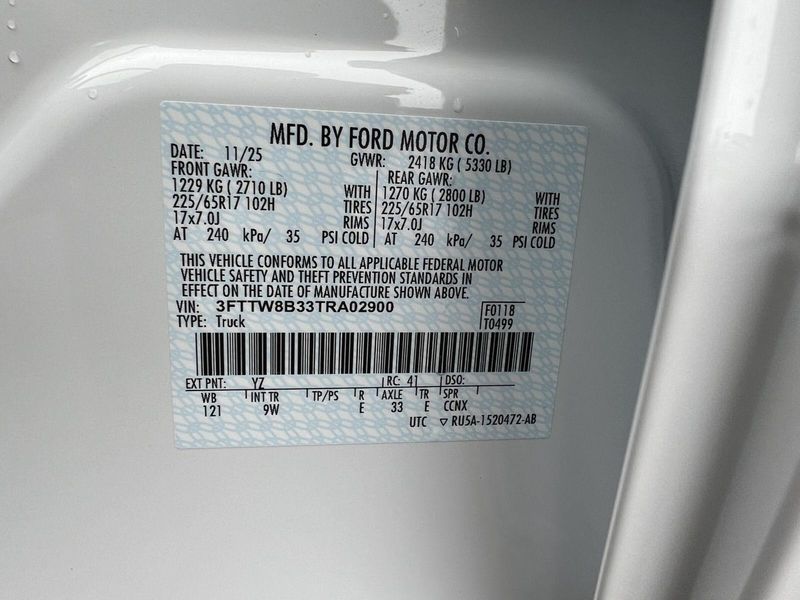 MFD. BY FORD MOTOR CO.
DATE: 11/25 GVWR: 2418 KG ( 5330 LB)
FRONT GAWR: REAR GAWR:
1229 KG ( 2710 LB) WITH 1270 KG ( 2800 LB) WITH
225/65R17 102H TIRES 225/65R17 102H TIRES
17x7.0J RIMS 17x7.0J RIMS
AT 240 kPa/ 35 PSI COLD AT 240 kPa/ 35 PSI COLD
THIS VEHICLE CONFORMS TO ALL APPLICABLE FEDERAL MOTOR
VEHICLE SAFETY AND THEFT PREVENTION STANDARDS IN
EFFECT ON THE DATE OF MANUFACTURE SHOWN ABOVE.
VIN: 3FTTW8B33TRA02900 F0118
TYPE: Truck T0499
EXT PNT: YZ RC: 41 DSO:
WB INT TR TP/PS R AXLE TR SPR
121 9W E 33 E CCNX
UTC ▽ RU5A-1520472-AB